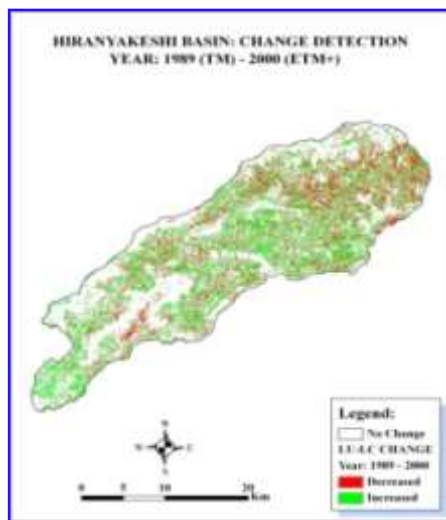 HIRANYAKESHI BASIN: CHANGE DETECTION
YEAR: 1989 (TM) - 2000 (ETM+)
N
W E
S
0 5 10 20
Km
Legend:
No Change
LU-LC CHANGE
Year: 1989 - 2000
Decreased
Increased